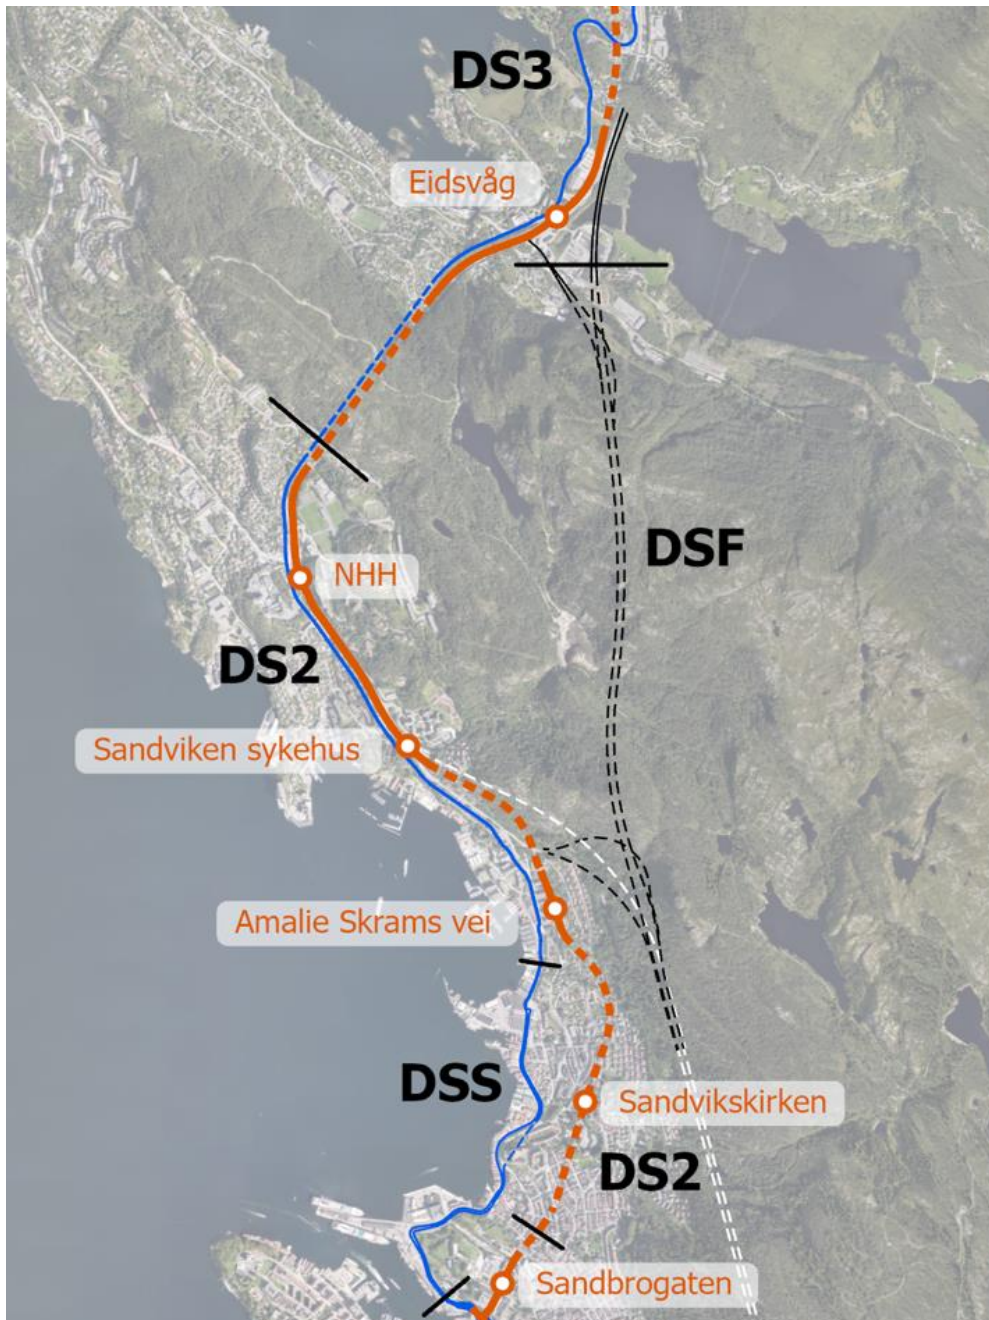 DS3
Eidsvåg
DSF
NHH
DS2
Sandviken sykehus
Amalie Skrams vei
DSS
Sandvikskirken
DS2
Sandbrogaten